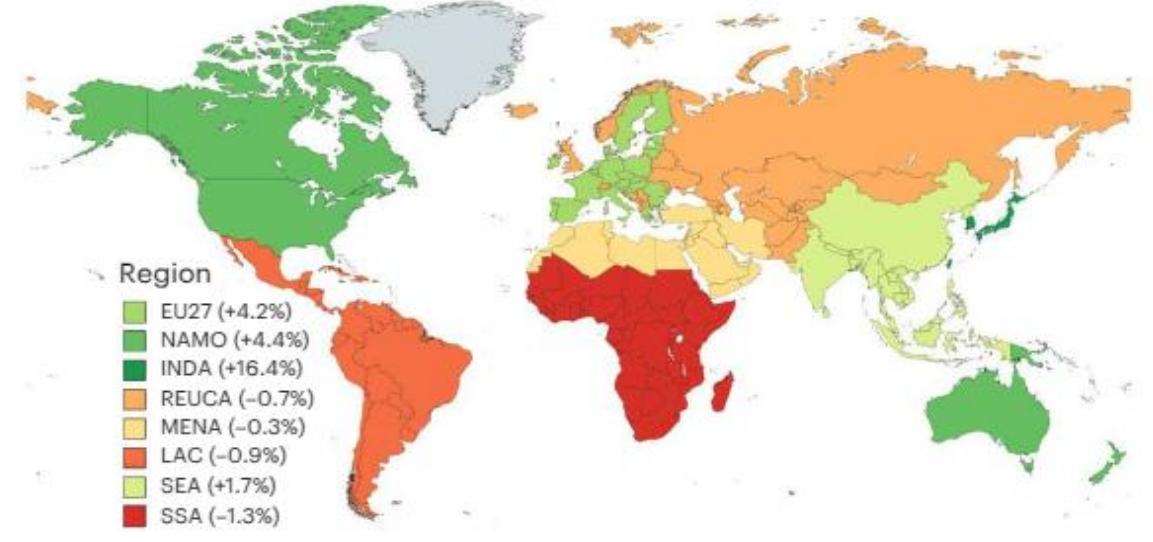 Region
EU27 (+4.2%)
NAMO (+4.4%)
INDA (+16.4%)
REUCA (−0.7%)
MENA (−0.3%)
LAC (−0.9%)
SEA (+1.7%)
SSA (−1.3%)